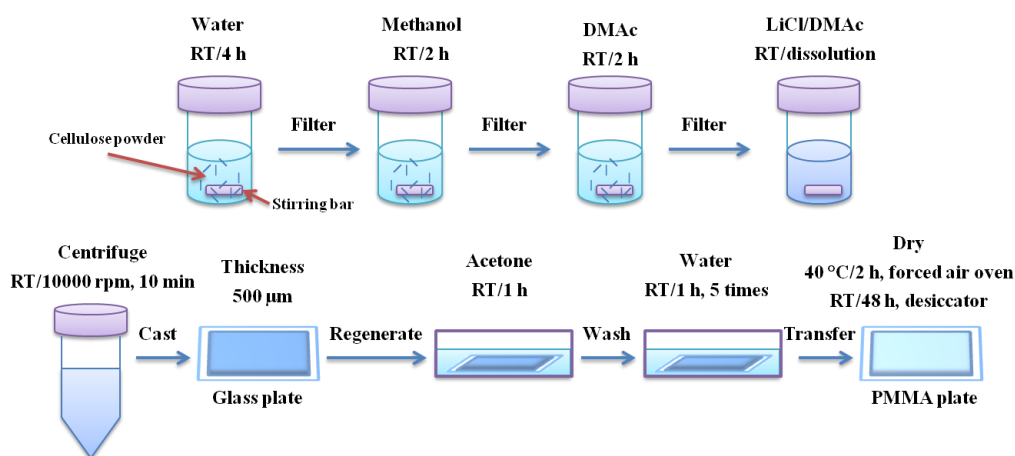 Water
RT/4 h
Methanol
RT/2 h
DMAc
RT/2 h
LiCl/DMAc
RT/dissolution
Cellulose powder
Filter
Filter
Filter
Stirring bar
Centrifuge
RT/10000 rpm, 10 min
Cast
Thickness
500 μm
Glass plate
Regenerate
Acetone
RT/1 h
Wash
Water
RT/1 h, 5 times
Transfer
Dry
40 °C/2 h, forced air oven
RT/48 h, desiccator
PMMA plate